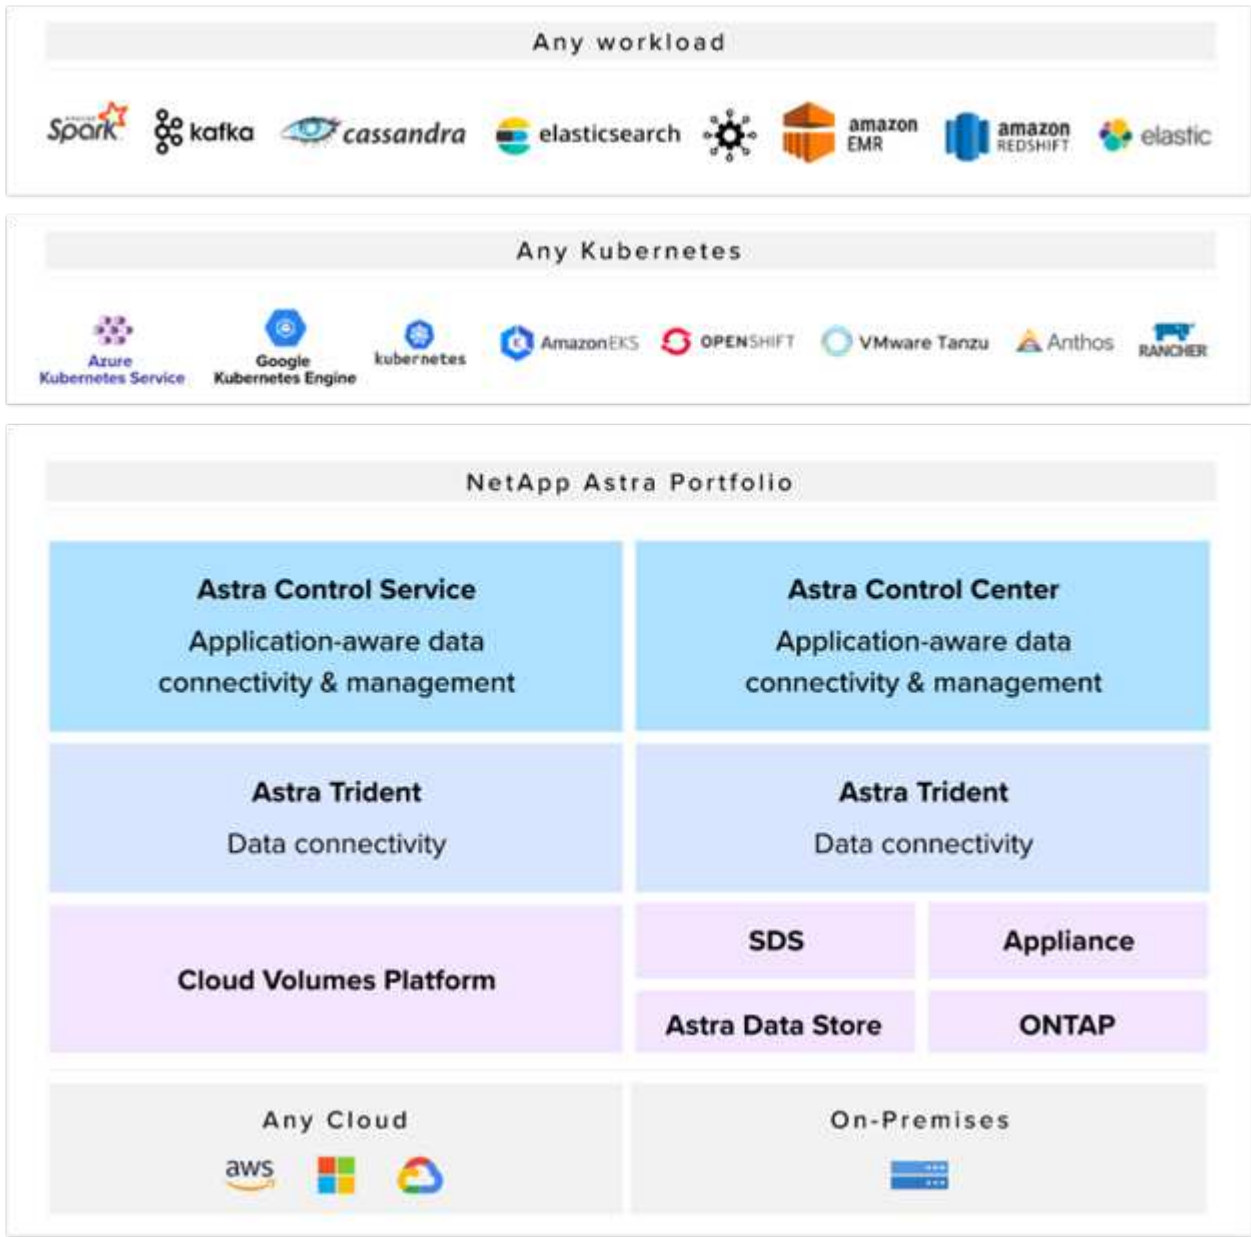 Any workload
APACHE
Spark
kafka
cassandra
elasticsearch
amazon
EMR
amazon
REDSHIFT
elastic
Any Kubernetes
Azure
Kubernetes Service
Google
Kubernetes Engine
kubernetes
Amazon EKS
OPENSHIFT
VMware Tanzu
Anthos
RANCHER
NetApp Astra Portfolio
Astra Control Service
Application-aware data
connectivity & management
Astra Control Center
Application-aware data
connectivity & management
Astra Trident
Data connectivity
Astra Trident
Data connectivity
Cloud Volumes Platform
SDS
Appliance
Astra Data Store
ONTAP
Any Cloud
aws
On-Premises